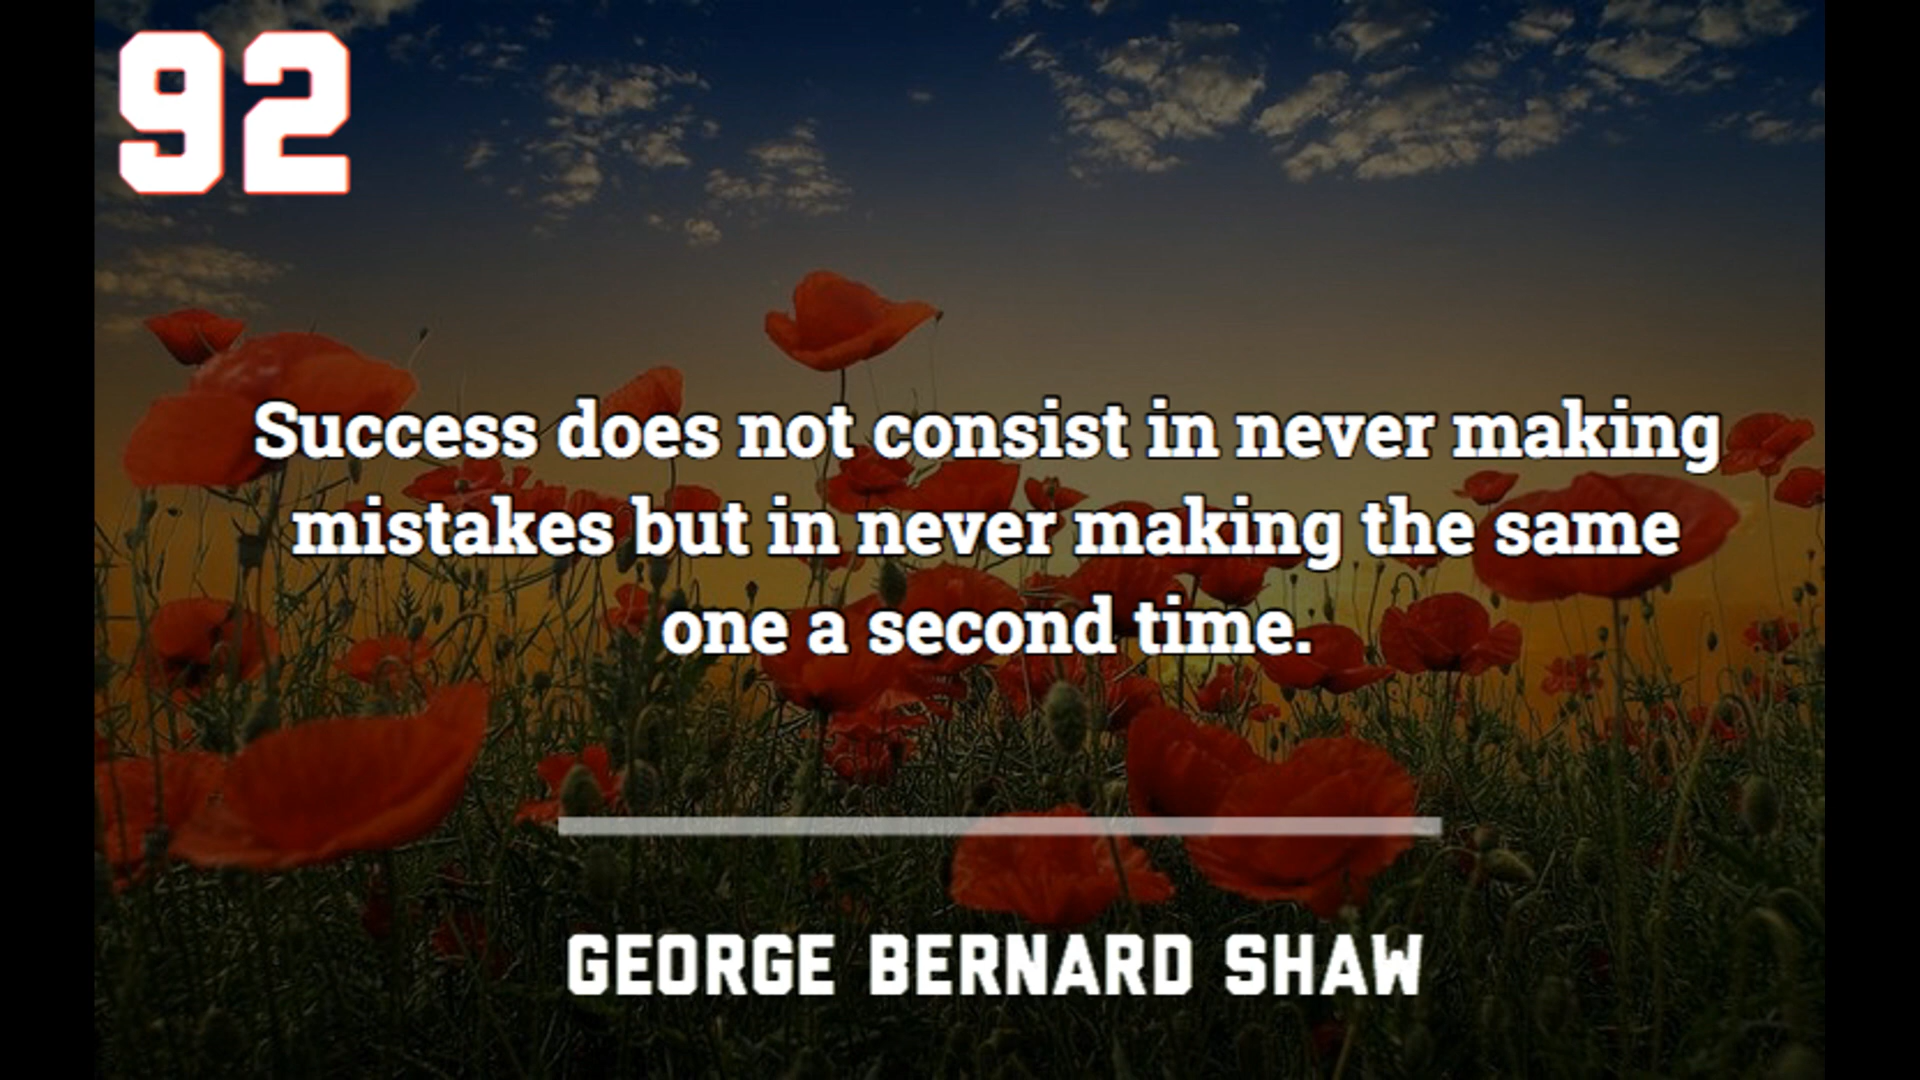 92
Success does not consist in never making
mistakes but in never making the same
one a second time.
GEORGE BERNARD SHAW